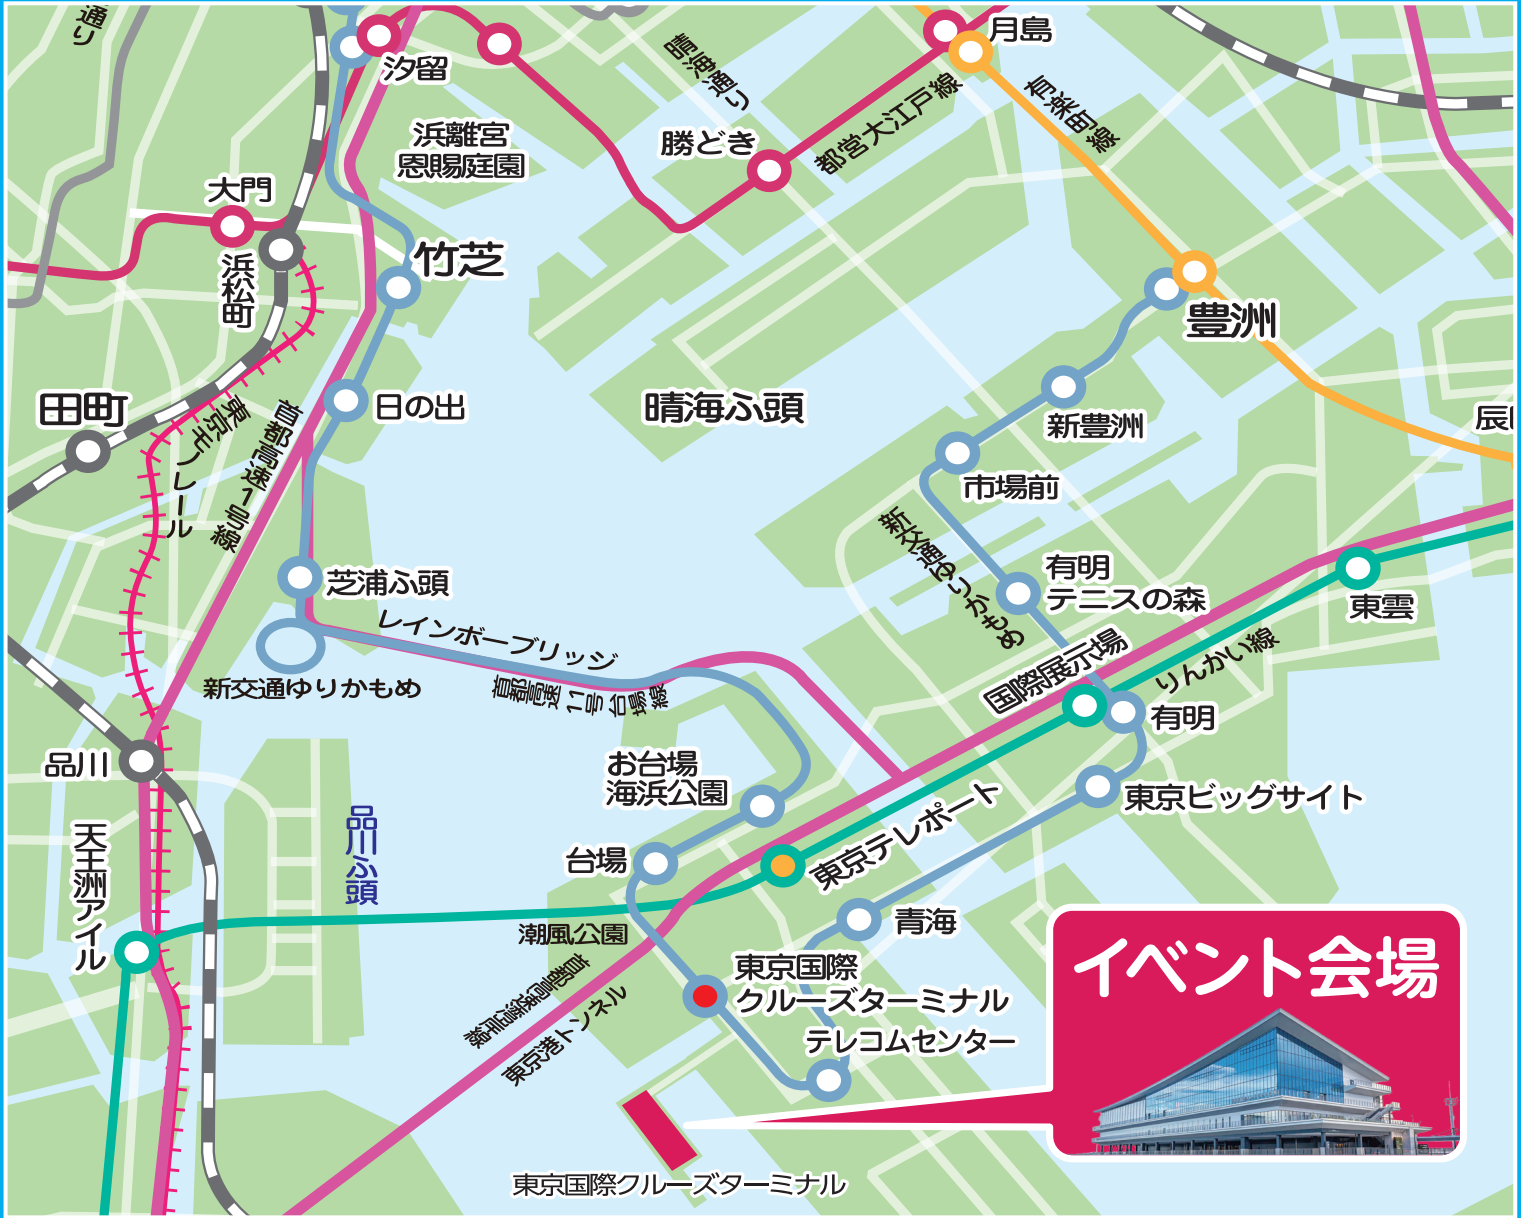 通り
汐留
浜離宮
恩賜庭園
晴海通り
月島
勝どき
都営大江戸線
有楽町線
大門
浜松町
竹芝
豊洲
田町
東京モノレール
首都高速1号線
日の出
晴海ふ頭
新豊洲
市場前
辰
新交通ゆりかもめ
有明
テニスの森
東雲
芝浦ふ頭
レインボーブリッジ
首都高速11号台場線
新交通ゆりかもめ
国際展示場
りんかい線
有明
品川
お台場
海浜公園
東京ビッグサイト
品川ふ頭
天王洲アイル
台場
東京テレポート
青海
潮風公園
首都高速湾岸線
東京港トンネル
東京国際
クルーズターミナル
テレコムセンター
イベント会場
東京国際クルーズターミナル